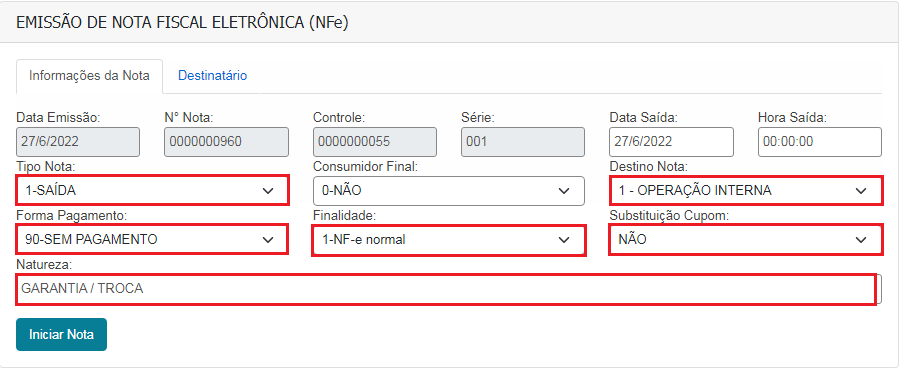 EMISSÃO DE NOTA FISCAL ELETRÔNICA (NFe)
Informações da Nota Destinatário
Data Emissão: N° Nota: Controle: Série: Data Saída: Hora Saída:
27/6/2022 0000000960 0000000055 001 27/6/2022 00:00:00
Tipo Nota: Consumidor Final: Destino Nota:
1-SAÍDA 0-NÃO 1 - OPERAÇÃO INTERNA
Forma Pagamento: Finalidade: Substituição Cupom:
90-SEM PAGAMENTO 1-NF-e normal NÃO
Natureza:
GARANTIA / TROCA
Iniciar Nota